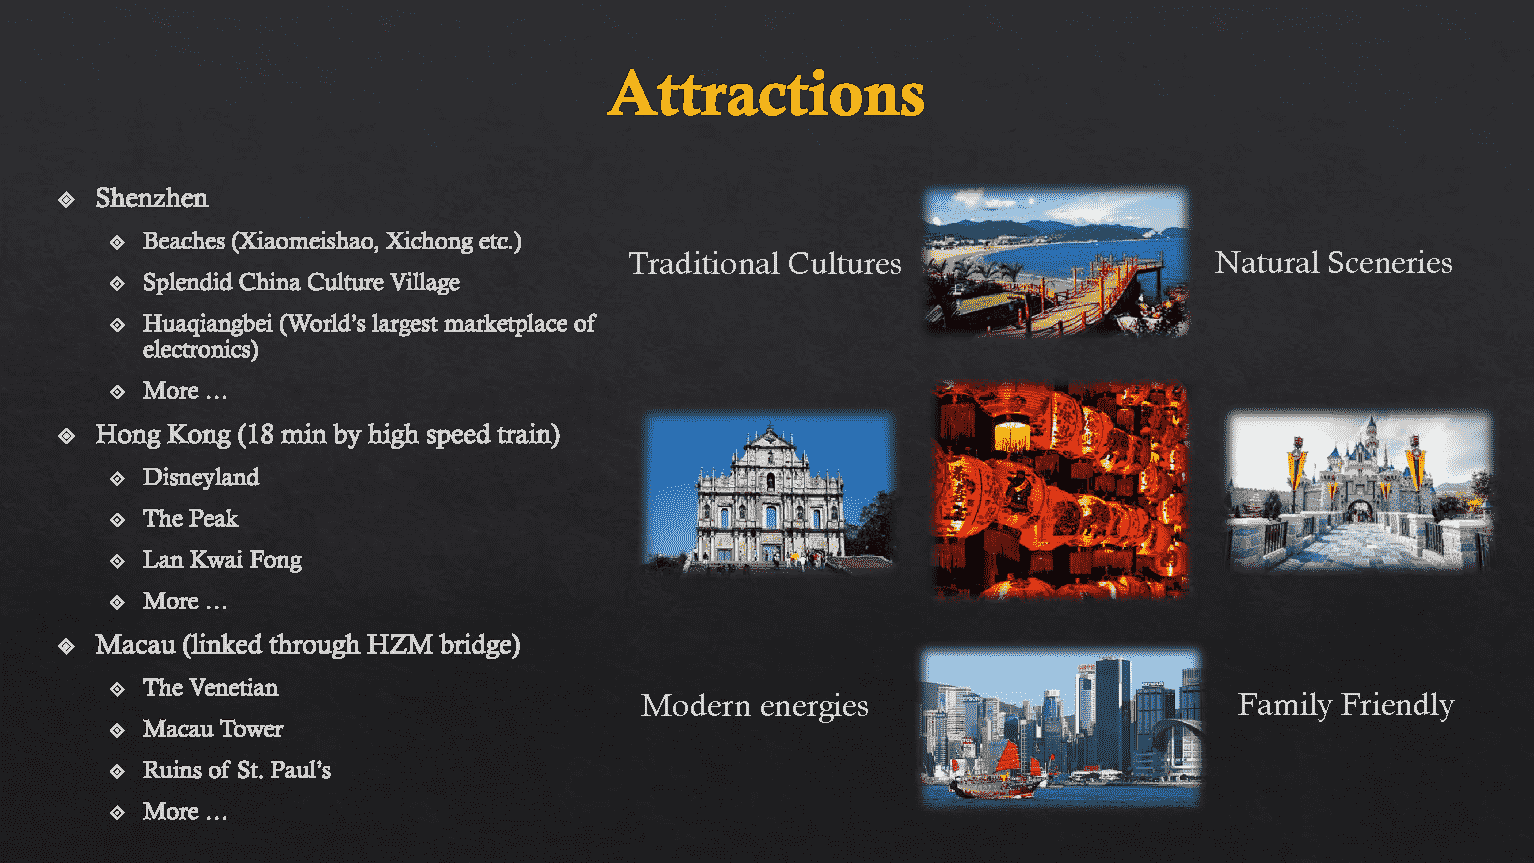 Attractions
Shenzhen
Beaches (Xiaomeishao, Xichong etc.)
Splendid China Culture Village
Huaqiangbei (World's largest marketplace of
electronics)
More ...
Hong Kong (18 min by high speed train)
Disneyland
The Peak
Lan Kwai Fong
More ...
Macau (linked through HZM bridge)
The Venetian
Macau Tower
Ruins of St. Paul's
More ...
Traditional Cultures
Natural Sceneries
Modern energies
Family Friendly